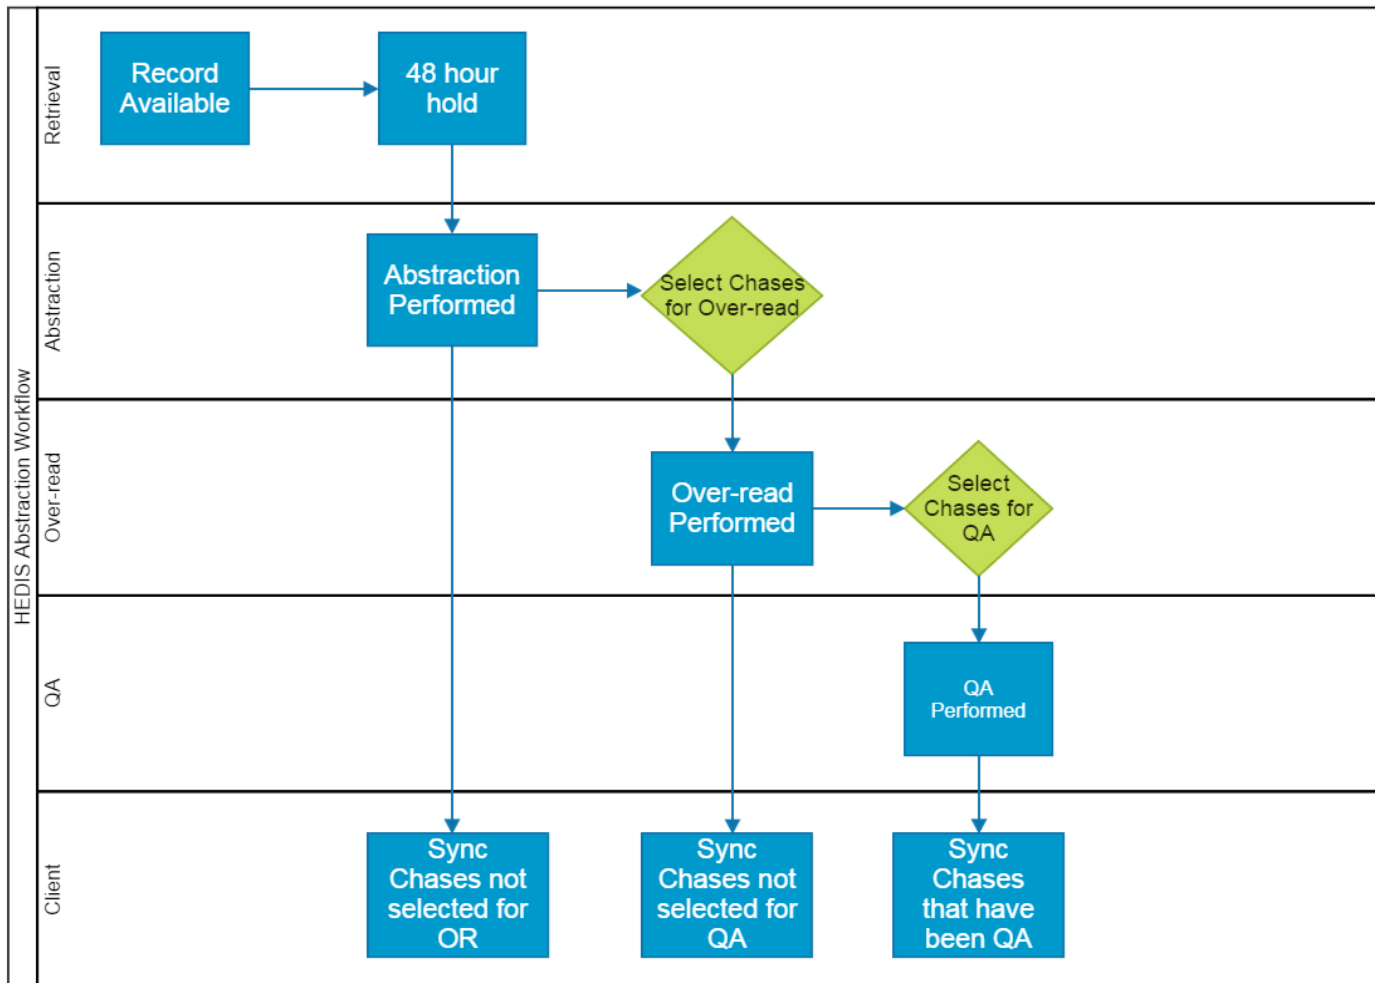 HEDIS Abstraction Workflow
Retrieval
Record
Available
48 hour
hold
Abstraction
Abstraction
Performed
Select Chases
for Over-read
Over-read
Over-read
Performed
Select
Chases for
QA
QA
QA
Performed
Client
Sync
Chases not
selected for
OR
Sync
Chases not
selected for
QA
Sync
Chases
that have
been QA